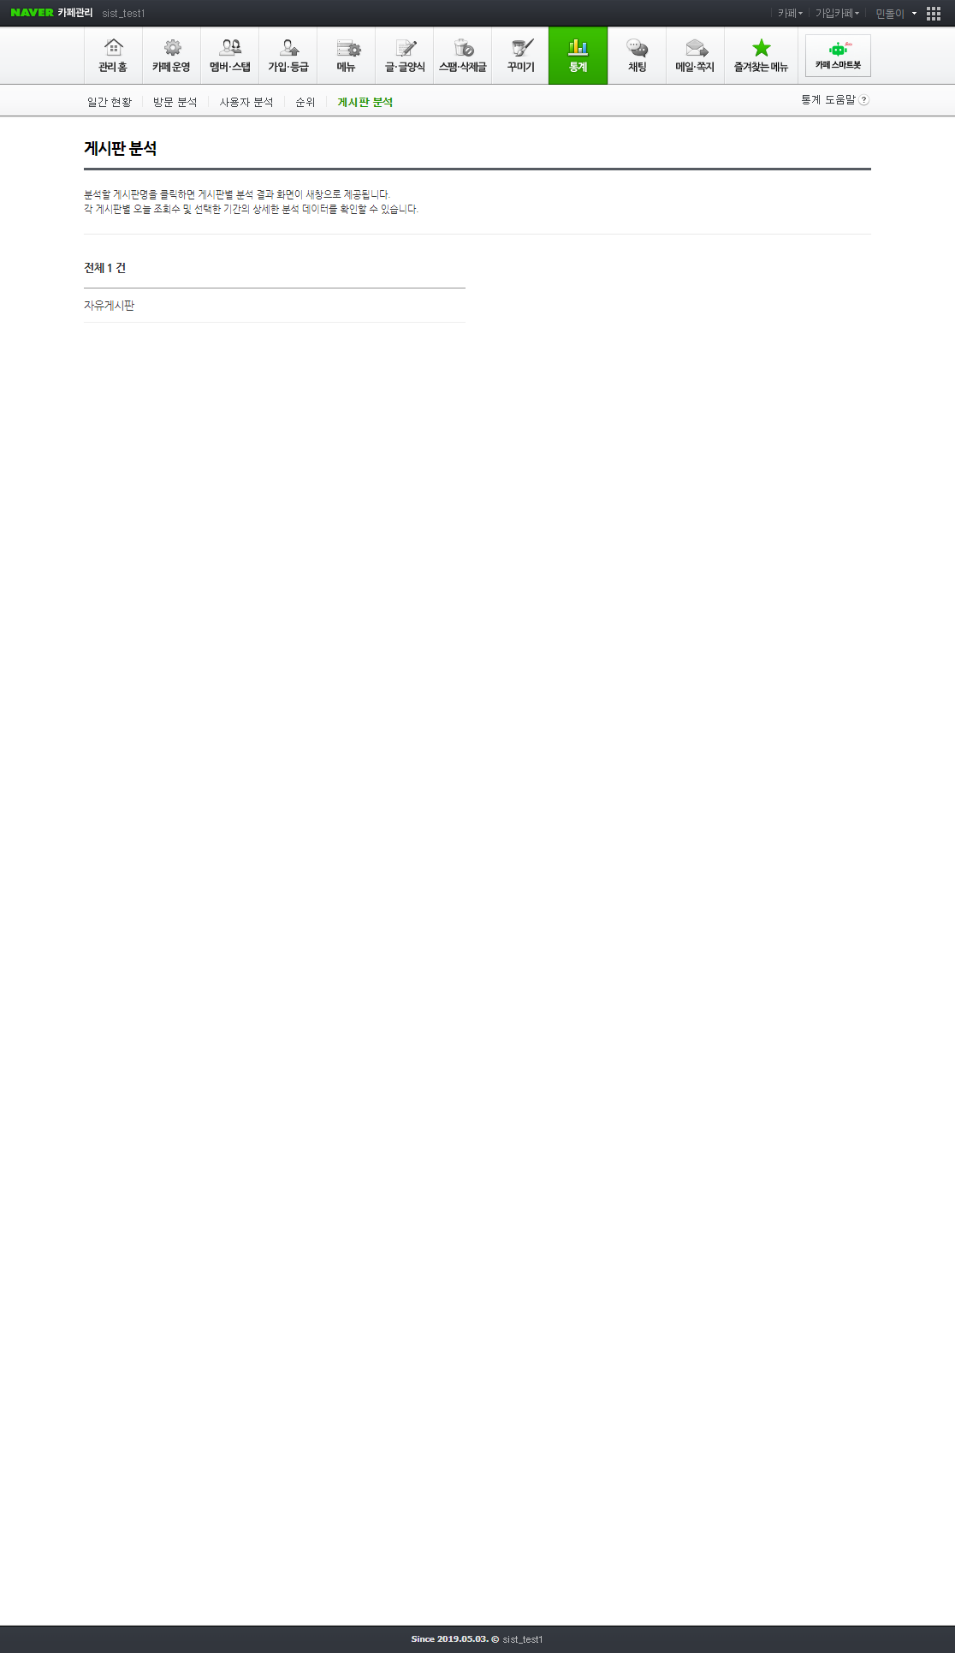 NAVER 카페관리 sist_test1
카페 가입카페 민돌이
관리 홈 카페 운영 멤버·스탭 가입·등급 메뉴 글·글양식 스팸·삭제글 꾸미기 통계 채팅 메일·쪽지 즐겨찾는 메뉴 카페 스마트봇
일간 현황 방문 분석 사용자 분석 순위 게시판 분석 통계 도움말 ?
게시판 분석
분석할 게시판명을 클릭하면 게시판별 분석 결과 화면이 새창으로 제공됩니다.
각 게시판별 오늘 조회수 및 선택한 기간의 상세한 분석 데이터를 확인할 수 있습니다.
전체 1 건
자유게시판
Since 2019.05.03. © sist_test1